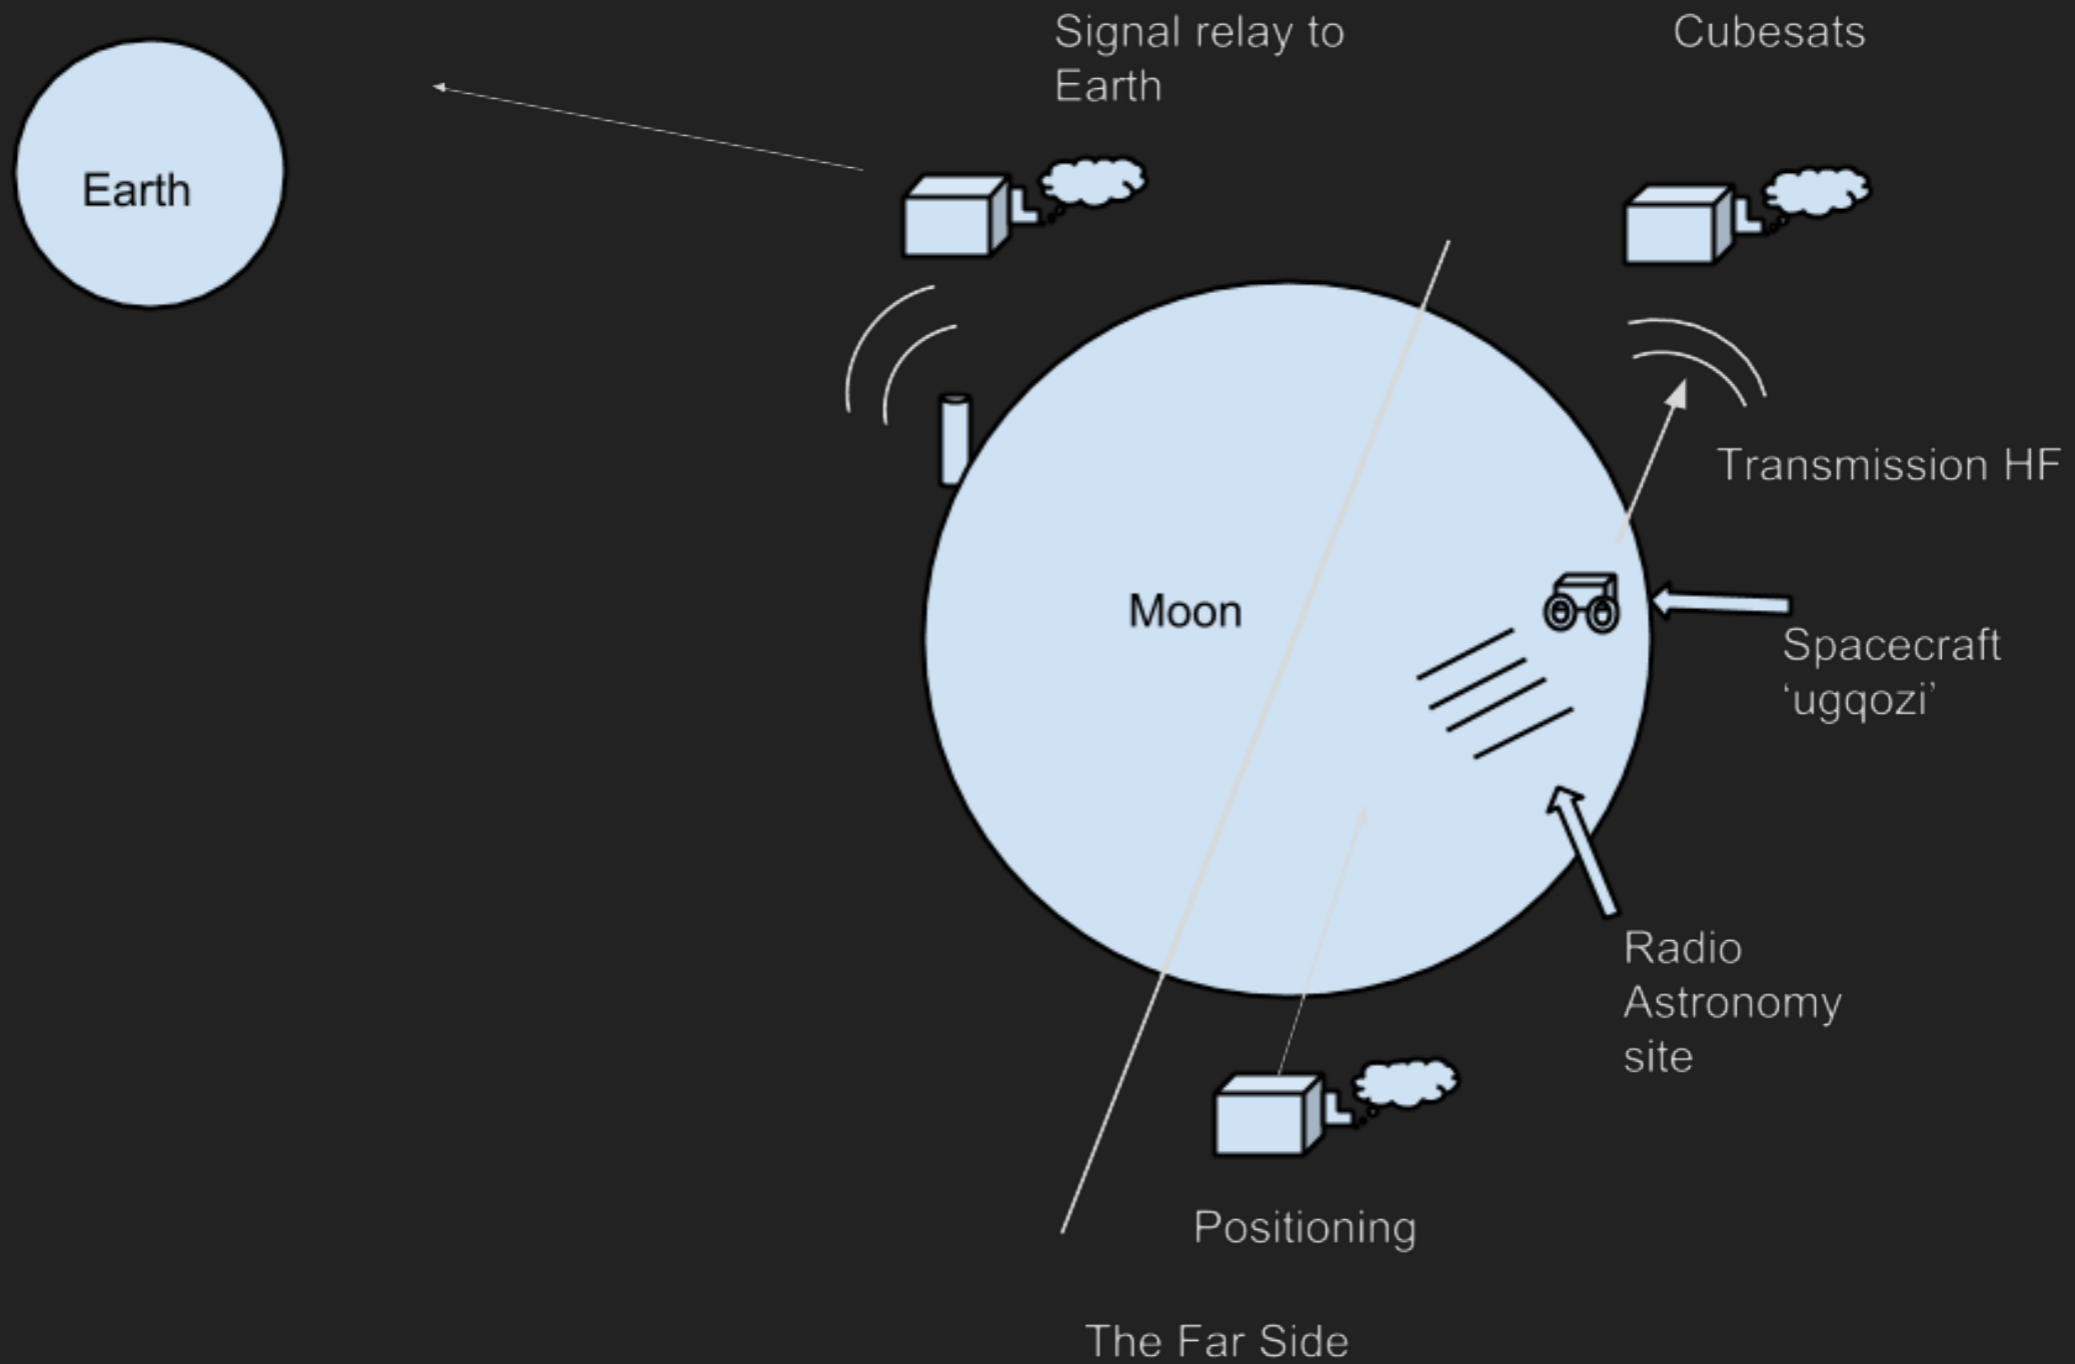 Signal relay to
Earth
Cubesats
Earth
Transmission HF
Moon
Spacecraft
‘ugqozi’
Radio
Astronomy
site
Positioning
The Far Side